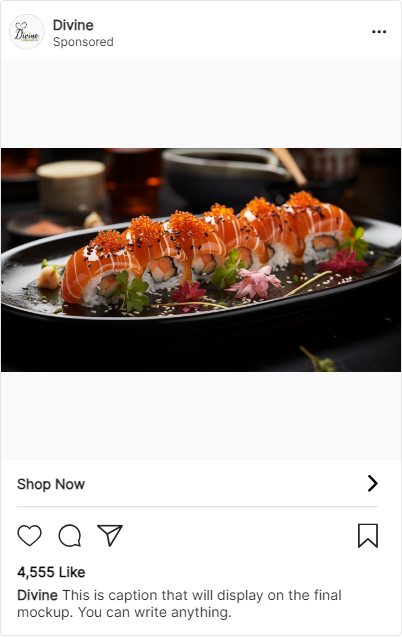 Divine
Divine
Sponsored
Shop Now
4,555 Like
Divine This is caption that will display on the final
mockup. You can write anything.